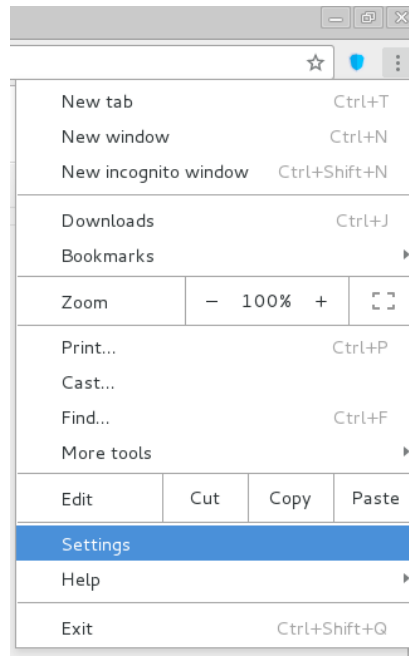 New tab Ctrl+T
New window Ctrl+N
New incognito window Ctrl+Shift+N
Downloads Ctrl+J
Bookmarks
Zoom − 100% +
Print... Ctrl+P
Cast...
Find... Ctrl+F
More tools
Edit Cut Copy Paste
Settings
Help
Exit Ctrl+Shift+Q